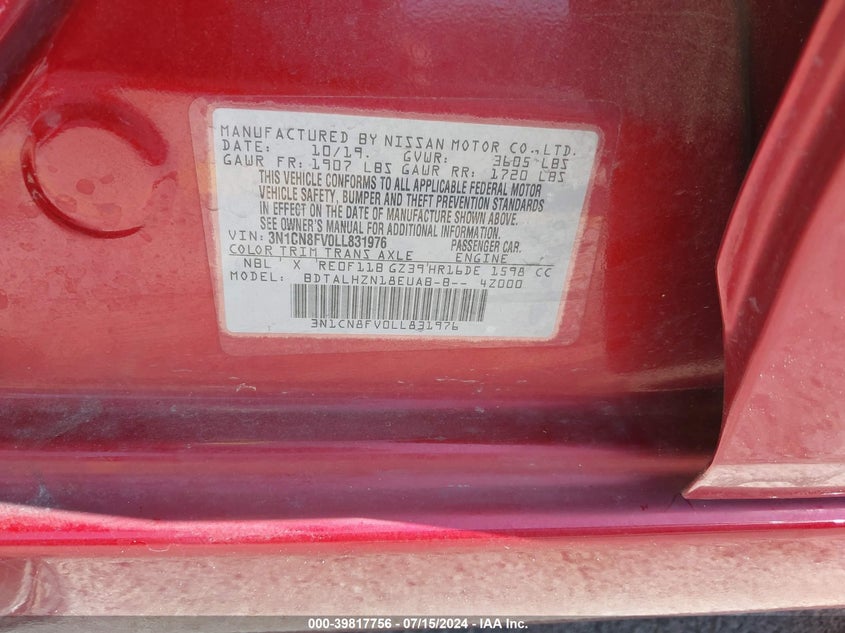 MANUFACTURED BY NISSAN MOTOR CO.,LTD.
DATE: 10/19. GVWR: 3605 LBS
GAWR FR: 1907 LBS GAWR RR: 1720 LBS
THIS VEHICLE CONFORMS TO ALL APPLICABLE FEDERAL MOTOR
VEHICLE SAFETY, BUMPER AND THEFT PREVENTION STANDARDS
IN EFFECT ON THE DATE OF MANUFACTURE SHOWN ABOVE.
SEE OWNER'S MANUAL FOR ADDITIONAL INFORMATION.
VIN: 3N1CN8FV0LL831976 PASSENGER CAR.
COLOR TRIM TRANS AXLE ENGINE
NBL X RE0F11B GZ39 HR16DE 1598 CC
MODEL: BDTALHZN18EUAB-B-- 4Z000
3N1CN8FV0LL831976
000-39817756 - 07/15/2024 - IAA Inc.